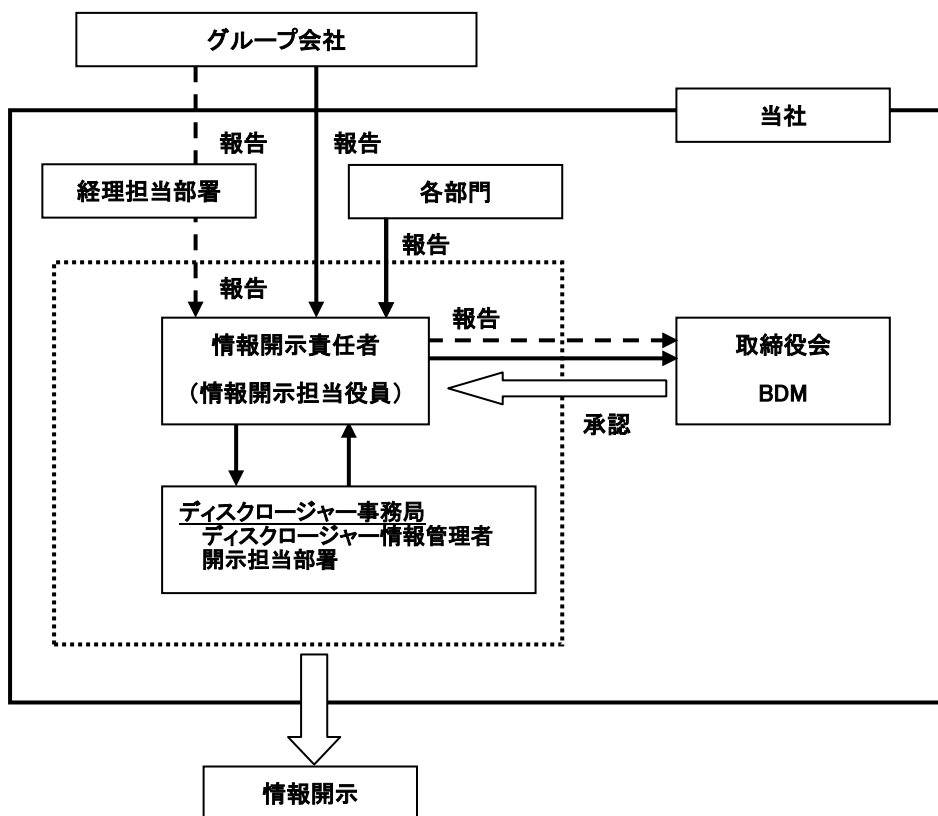 グループ会社
当社
報告
報告
経理担当部署
各部門
報告
報告
報告
情報開示責任者
（情報開示担当役員）
取締役会
BDM
承認
ディスクロージャー事務局
ディスクロージャー情報管理者
開示担当部署
情報開示